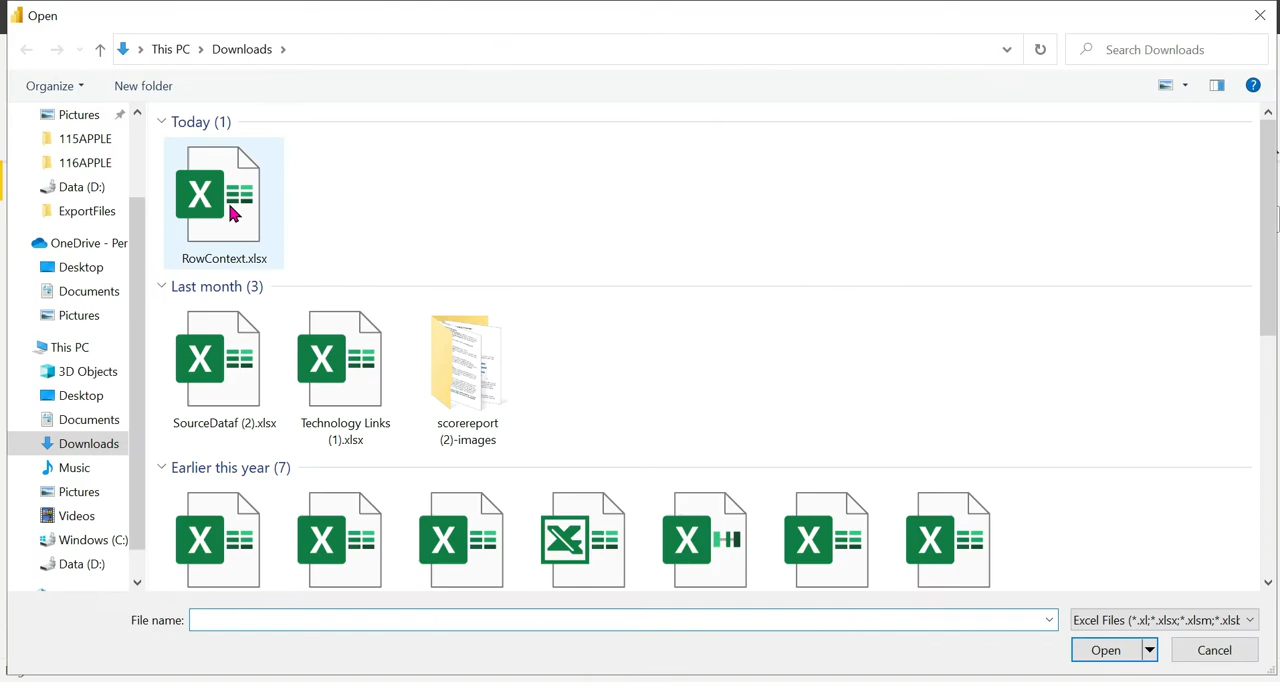 Open
This PC
Downloads
Search Downloads
Organize
New folder
Pictures
115APPLE
116APPLE
Data (D:)
ExportFiles
OneDrive - Per
Desktop
Documents
Pictures
This PC
3D Objects
Desktop
Documents
Downloads
Music
Pictures
Videos
Windows (C:)
Data (D:)
Today (1)
RowContext.xlsx
Last month (3)
SourceDataf (2).xlsx
Technology Links
(1).xlsx
scorereport
(2)-images
Earlier this year (7)
File name:
Excel Files (*.xl;*.xlsx;*.xlsm;*.xlst
Open
Cancel